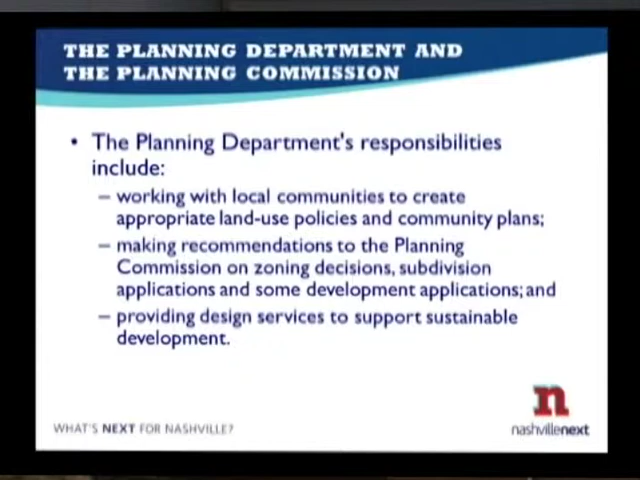 THE PLANNING DEPARTMENT AND
THE PLANNING COMMISSION
• The Planning Department's responsibilities
include:
– working with local communities to create
appropriate land-use policies and community plans;
– making recommendations to the Planning
Commission on zoning decisions, subdivision
applications and some development applications; and
– providing design services to support sustainable
development.
n
WHAT'S NEXT FOR NASHVILLE?
nashvillenext